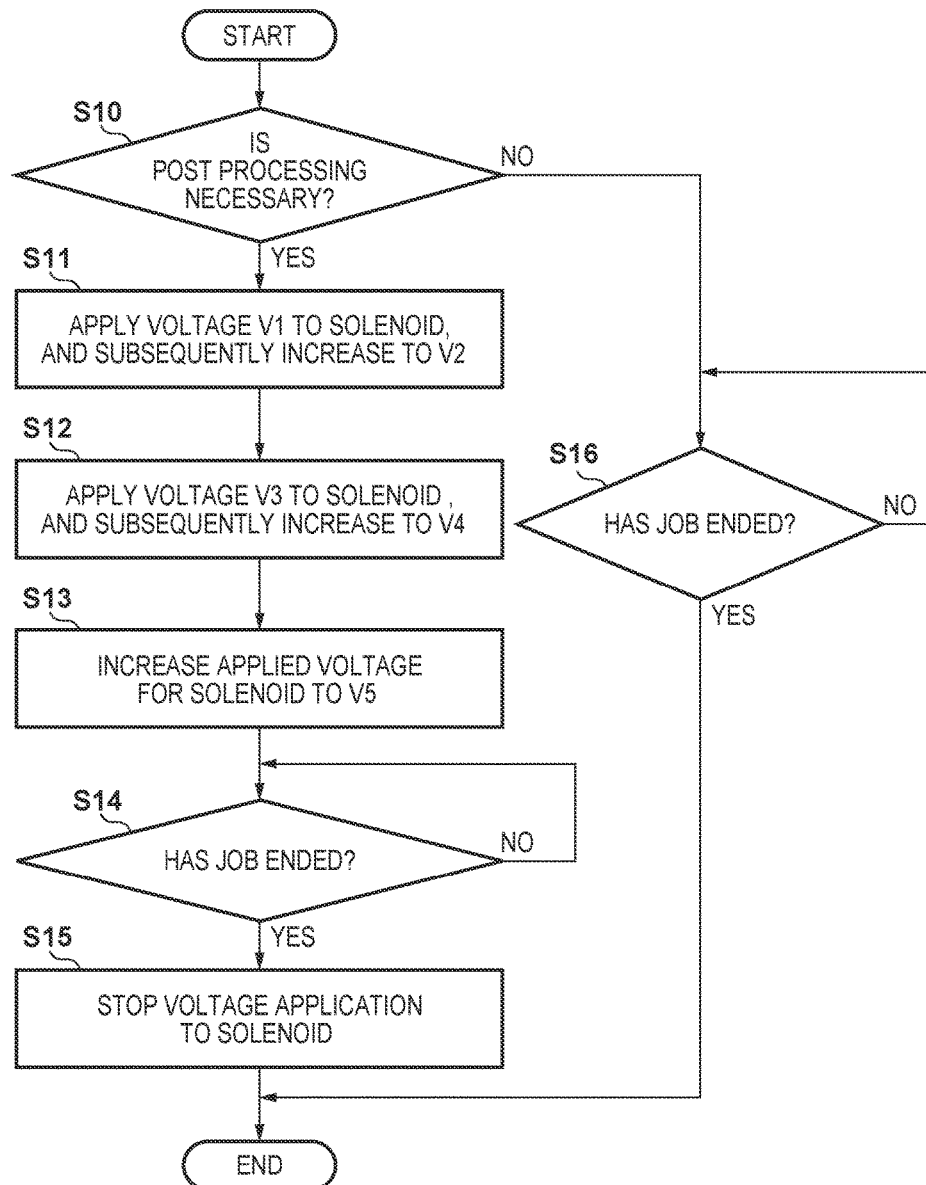 START
S10
IS
POST PROCESSING
NECESSARY?
NO
YES
S11
APPLY VOLTAGE V1 TO SOLENOID,
AND SUBSEQUENTLY INCREASE TO V2
S12
APPLY VOLTAGE V3 TO SOLENOID ,
AND SUBSEQUENTLY INCREASE TO V4
S16
HAS JOB ENDED?
NO
YES
S13
INCREASE APPLIED VOLTAGE
FOR SOLENOID TO V5
S14
HAS JOB ENDED?
NO
YES
S15
STOP VOLTAGE APPLICATION
TO SOLENOID
END